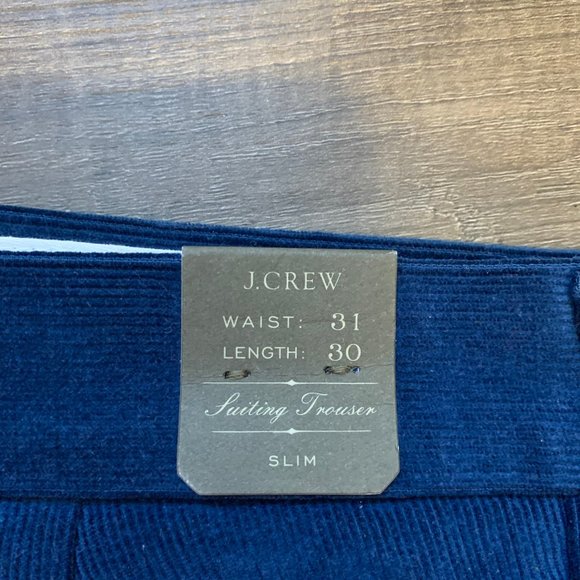 J.CREW
WAIST: 31
LENGTH: 30
Suiting Trouser
SLIM